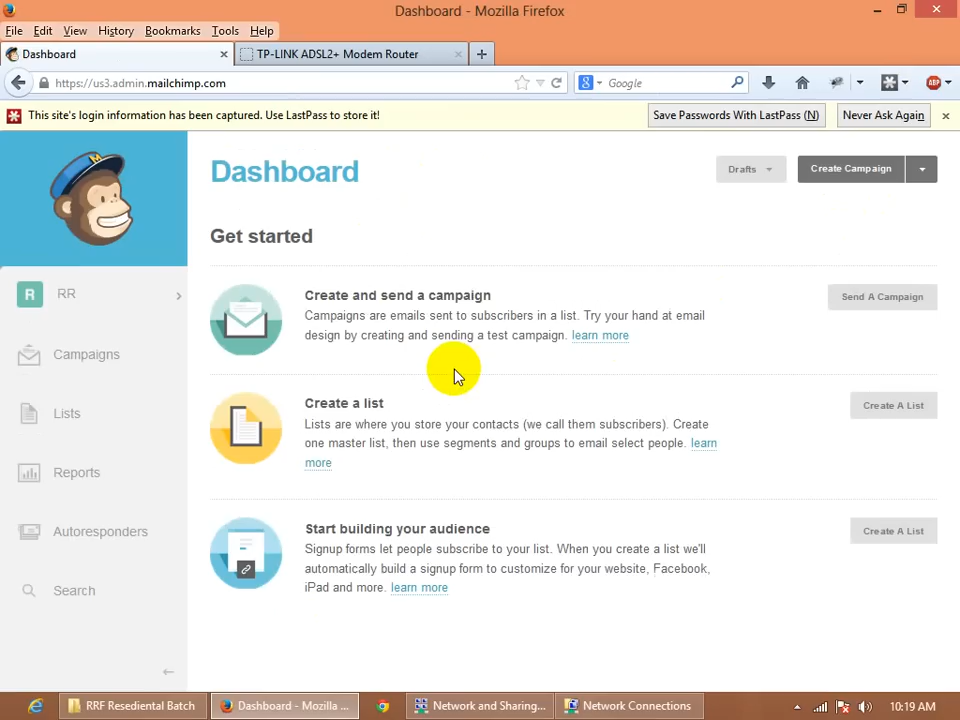 Dashboard - Mozilla Firefox
File Edit View History Bookmarks Tools Help
Dashboard × TP-LINK ADSL2+ Modem Router × +
https://us3.admin.mailchimp.com
8 Google
This site's login information has been captured. Use LastPass to store it!
Save Passwords With LastPass (N) Never Ask Again ×
M
Dashboard
Drafts
Create Campaign
Get started
R RR
Campaigns
Lists
Reports
Autoresponders
Search
Create and send a campaign
Campaigns are emails sent to subscribers in a list. Try your hand at email
design by creating and sending a test campaign. learn more
Send A Campaign
Create a list
Lists are where you store your contacts (we call them subscribers). Create
one master list, then use segments and groups to email select people. learn
more
Create A List
Start building your audience
Signup forms let people subscribe to your list. When you create a list we'll
automatically build a signup form to customize for your website, Facebook,
iPad and more. learn more
Create A List
RRF Resediental Batch
Dashboard - Mozilla ...
Network and Sharing...
Network Connections
10:19 AM